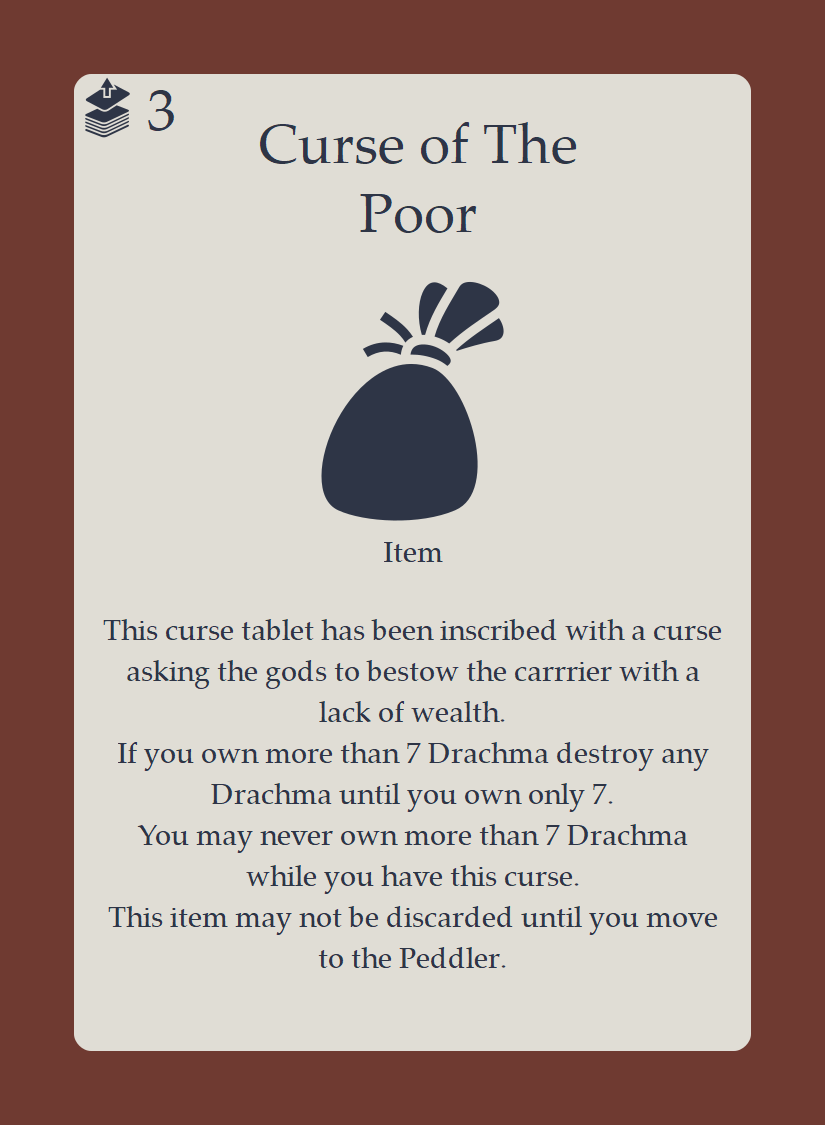 3
Curse of The
Poor
Item
This curse tablet has been inscribed with a curse
asking the gods to bestow the carrrier with a
lack of wealth.
If you own more than 7 Drachma destroy any
Drachma until you own only 7.
You may never own more than 7 Drachma
while you have this curse.
This item may not be discarded until you move
to the Peddler.